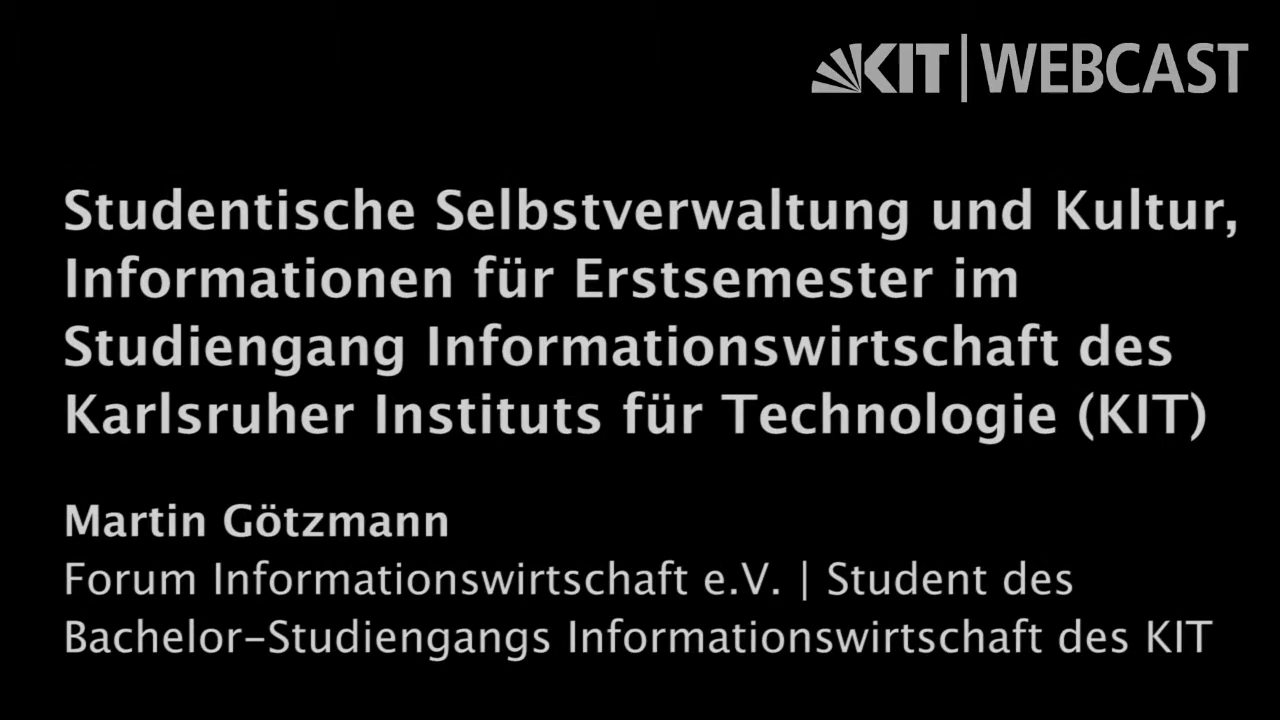 KIT | WEBCAST
Studentische Selbstverwaltung und Kultur,
Informationen für Erstsemester im
Studiengang Informationswirtschaft des
Karlsruher Instituts für Technologie (KIT)
Martin Götzmann
Forum Informationswirtschaft e.V. | Student des
Bachelor-Studiengangs Informationswirtschaft des KIT